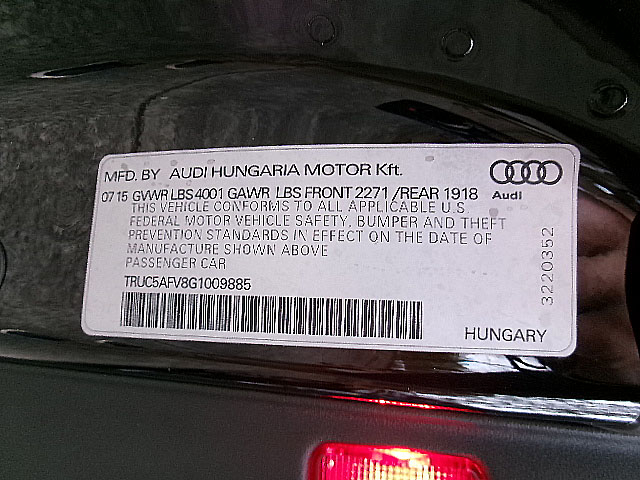 MFD. BY AUDI HUNGARIA MOTOR Kft.
07 15 GVWR LBS 4001 GAWR LBS FRONT 2271 /REAR 1918
THIS VEHICLE CONFORMS TO ALL APPLICABLE U.S
FEDERAL MOTOR VEHICLE SAFETY, BUMPER AND THEFT
PREVENTION STANDARDS IN EFFECT ON THE DATE OF
MANUFACTURE SHOWN ABOVE
PASSENGER CAR
TRUC5AFV8G1009885
Audi
3220352
HUNGARY